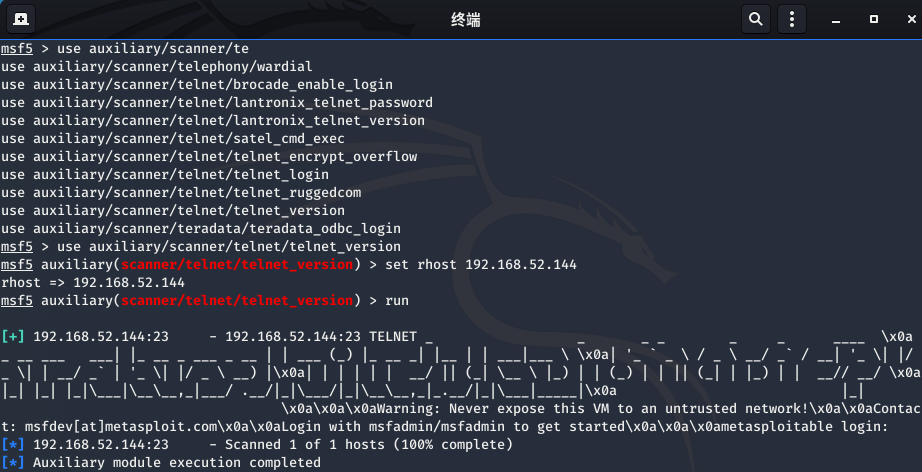 终端
msf5 > use auxiliary/scanner/te
use auxiliary/scanner/telephony/wardial
use auxiliary/scanner/telnet/brocade_enable_login
use auxiliary/scanner/telnet/lantronix_telnet_password
use auxiliary/scanner/telnet/lantronix_telnet_version
use auxiliary/scanner/telnet/satel_cmd_exec
use auxiliary/scanner/telnet/telnet_encrypt_overflow
use auxiliary/scanner/telnet/telnet_login
use auxiliary/scanner/telnet/telnet_ruggedcom
use auxiliary/scanner/telnet/telnet_version
use auxiliary/scanner/teradata/teradata_odbc_login
msf5 > use auxiliary/scanner/telnet/telnet_version
msf5 auxiliary(scanner/telnet/telnet_version) > set rhost 192.168.52.144
rhost => 192.168.52.144
msf5 auxiliary(scanner/telnet/telnet_version) > run
[+] 192.168.52.144:23     - 192.168.52.144:23 TELNET _                  _       _ _        _     _      ____  \x0a
_ __ ___   ___| |_ __ _ ___ _ __ | | ___ (_) |_ __ _| |__ | | ___|___ \ \x0a| '_ ` _ \ / _ \ __/ _` / __| '_ \| |/
_ \| | __/ _` | '_ \| |/ _ \ __) |\x0a| | | | | |  __/ || (_| \__ \ |_) | | (_) | | || (_| | |_) | |  __// __/ \x0a
|_| |_| |_|\___|\__\__,_|___/ .__/|_|\___/|_|\__\__,_|_.__/|_|\___|_____|\x0a                            |_|
\x0a\x0a\x0aWarning: Never expose this VM to an untrusted network!\x0a\x0aContac
t: msfdev[at]metasploit.com\x0a\x0aLogin with msfadmin/msfadmin to get started\x0a\x0a\x0ametasploitable login:
[*] 192.168.52.144:23     - Scanned 1 of 1 hosts (100% complete)
[*] Auxiliary module execution completed